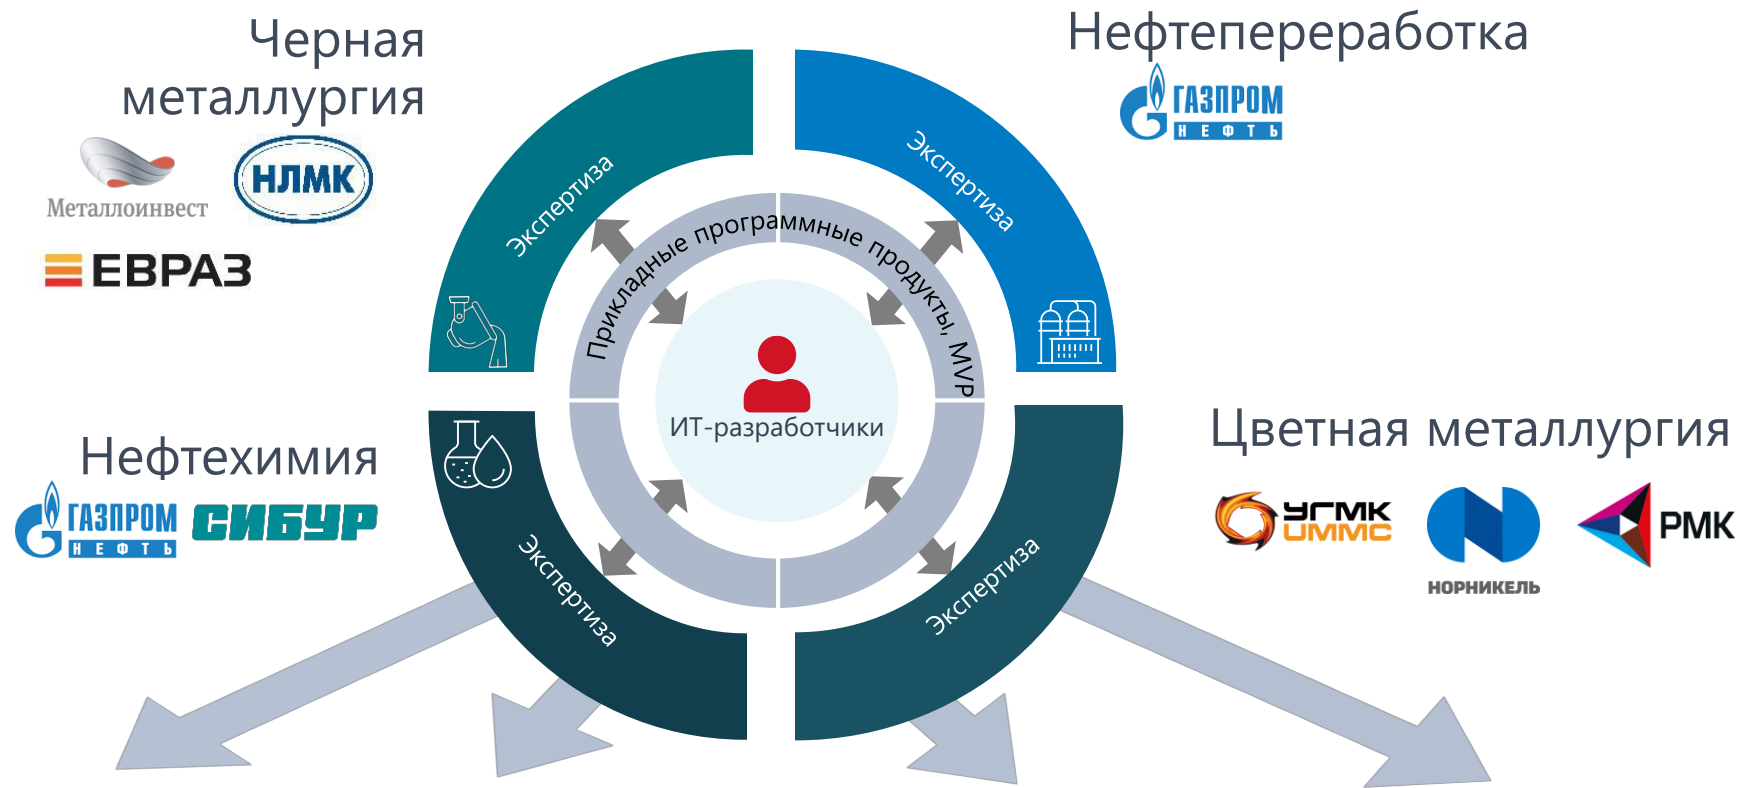 Черная
металлургия
Металлоинвест
НЛМК
ЕВРАЗ
Нефтепереработка
ГАЗПРОМ
НЕФТЬ
Экспертиза
Экспертиза
Прикладные программные продукты, MVP
ИТ-разработчики
Нефтехимия
ГАЗПРОМ
НЕФТЬ
СИБУР
Цветная металлургия
УГМК
UMMC
НОРНИКЕЛЬ
РМК
Экспертиза
Экспертиза